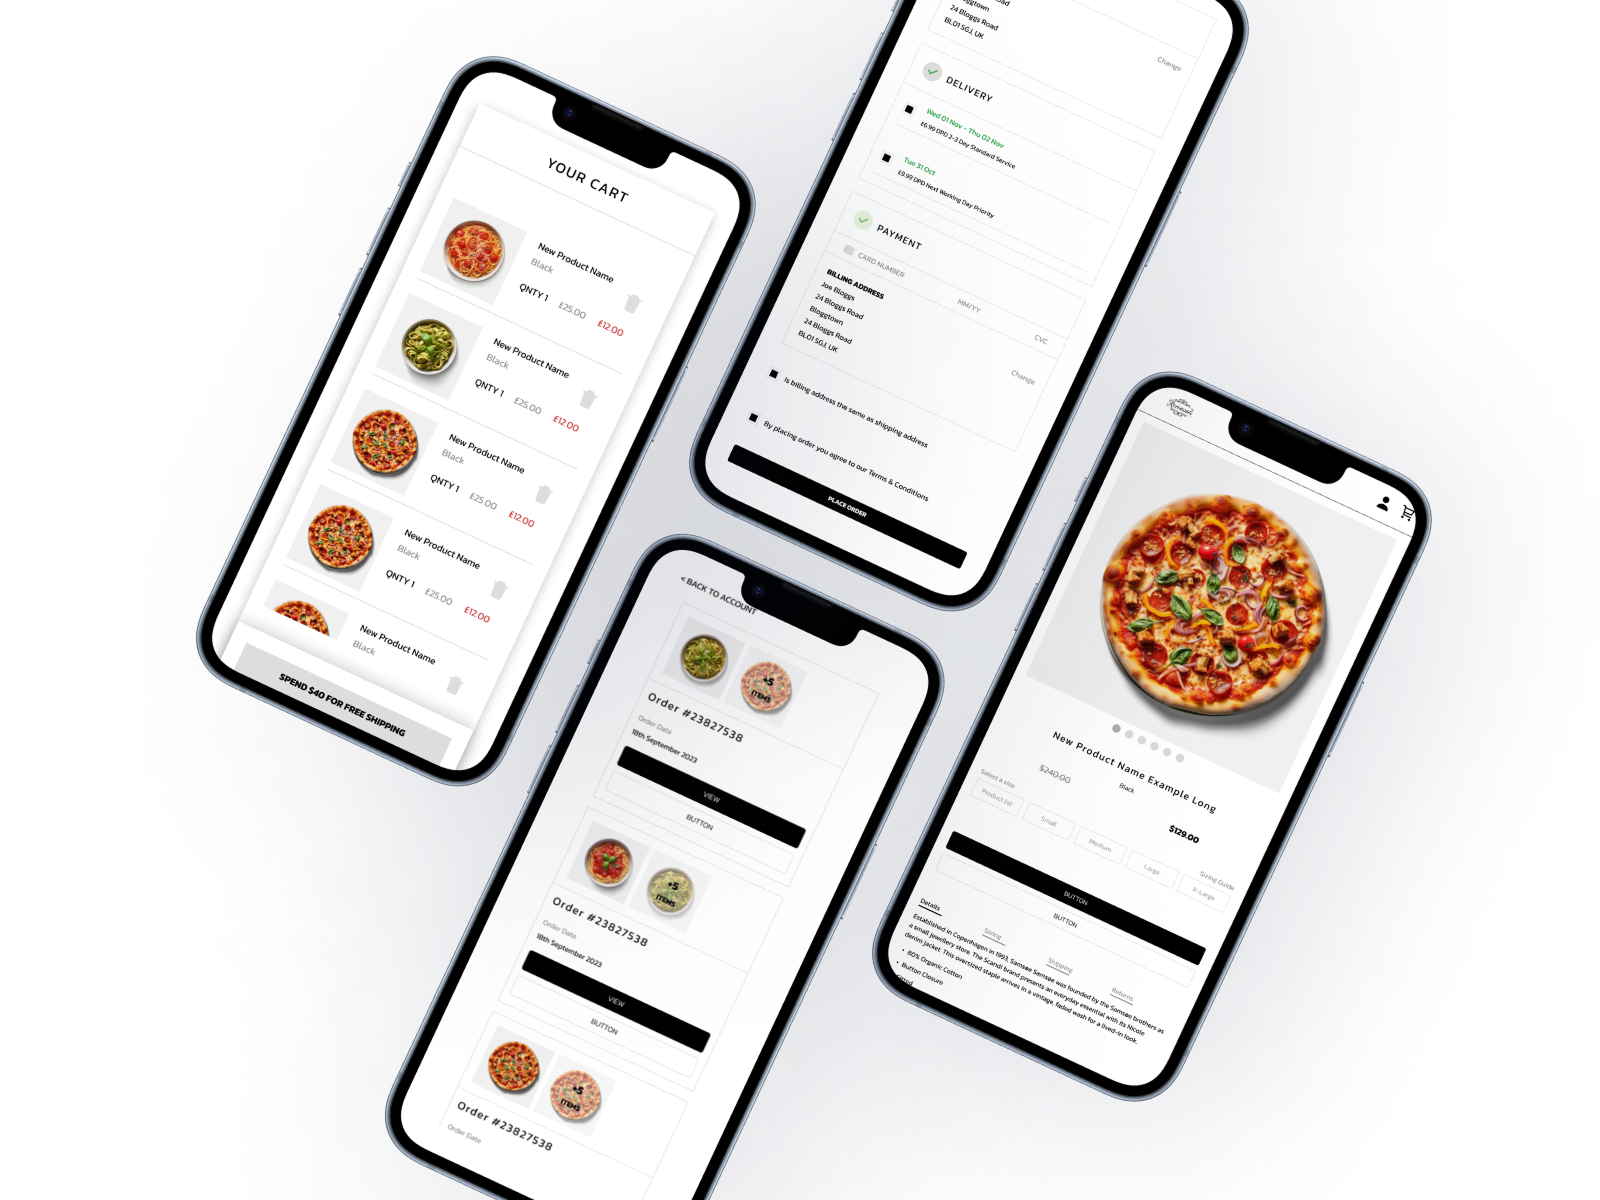 YOUR CART
New Product Name
Black
QNTY 1 £25.00 £12.00
New Product Name
Black
QNTY 1 £25.00 £12.00
New Product Name
Black
QNTY 1 £25.00 £12.00
New Product Name
Black
QNTY 1 £25.00 £12.00
New Product Name
Black
SPEND $40 FOR FREE SHIPPING
24 Bloggs Road
BL01 5GJ, UK
Change
DELIVERY
Wed 01 Nov - Thu 02 Nov
£6.99 DPD 2-3 Day Standard Service
Tue 31 Oct
£9.99 DPD Next Working Day Priority
PAYMENT
CARD NUMBER MM/YY CVC
BILLING ADDRESS
Joe Bloggs
24 Bloggs Road
Bloggtown
24 Bloggs Road
BL01 5GJ, UK
Change
Is billing address the same as shipping address
By placing order you agree to our Terms & Conditions
PLACE ORDER
< BACK TO ACCOUNT
+5
ITEMS
Order #23827538
Order Date
18th September 2023
VIEW
BUTTON
+5
ITEMS
Order #23827538
Order Date
18th September 2023
VIEW
BUTTON
+5
ITEMS
Order #23827538
Order Date
New Product Name Example Long
$240.00 Black $129.00
Select a size Sizing Guide
Product list Small Medium Large X-Large
BUTTON
BUTTON
Details Sizing Shipping Returns
Established in Copenhagen in 1993, Samsøe Samsøe was founded by the Samsøe brothers as
a small jewellery store. The Scandi brand presents an everyday essential with its Nicole
denim jacket. This oversized staple arrives in a vintage, faded wash for a lived-in look.
• 80% Organic Cotton
• Button Closure